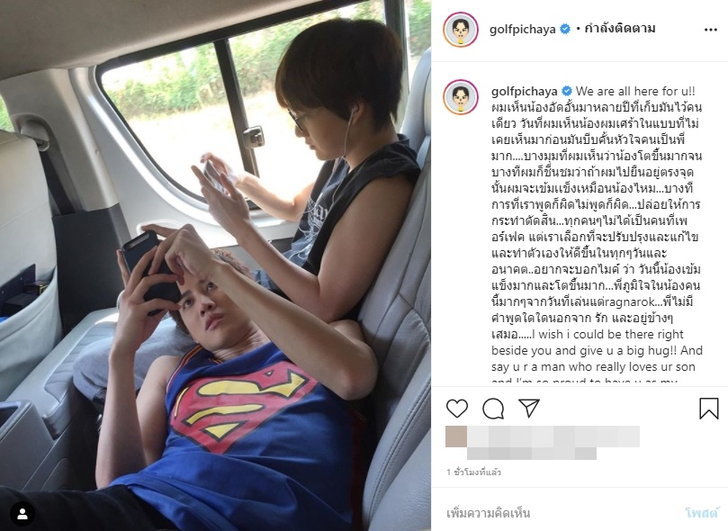 golfpichaya • กำลังติดตาม
golfpichaya We are all here for u!!
ผมเห็นน้องอัดอั้นมาหลายปีที่เก็บมันไว้คน
เดียว วันที่ผมเห็นน้องผมเศร้าในแบบที่ไม่
เคยเห็นมาก่อนมันบีบคั้นหัวใจคนเป็นพี่
มาก....บางมุมที่ผมเห็นว่าน้องโตขึ้นมากจน
บางทีผมก็ชื่นชมว่าถ้าผมไปยืนอยู่ตรงจุด
นั้นผมจะเข้มแข็งเหมือนน้องไหม...บางที
การที่เราพูดก็ผิดไม่พูดก็ผิด...ปล่อยให้การ
กระทำตัดสิน...ทุกคนๆไม่ได้เป็นคนที่เพ
อร์เฟค แต่เราเลือกที่จะปรับปรุงและแก้ไข
และทำตัวเองให้ดีขึ้นในทุกๆวันและ
อนาคต..อยากจะบอกไมค์ ว่า วันนี้น้องเข้ม
แข็งมากและโตขึ้นมาก...พี่ภูมิใจในน้องคน
นี้มากๆจากวันที่เล่นแต่ragnarok...พี่ไม่มี
คำพูดใดใดนอกจาก รัก และอยู่ข้างๆ
เสมอ.....I wish i could be there right
beside you and give u a big hug!! And
say u r a man who really loves ur son
and I'm so proud to have u as my
1 ชั่วโมงที่แล้ว
เพิ่มความคิดเห็น โพสต์